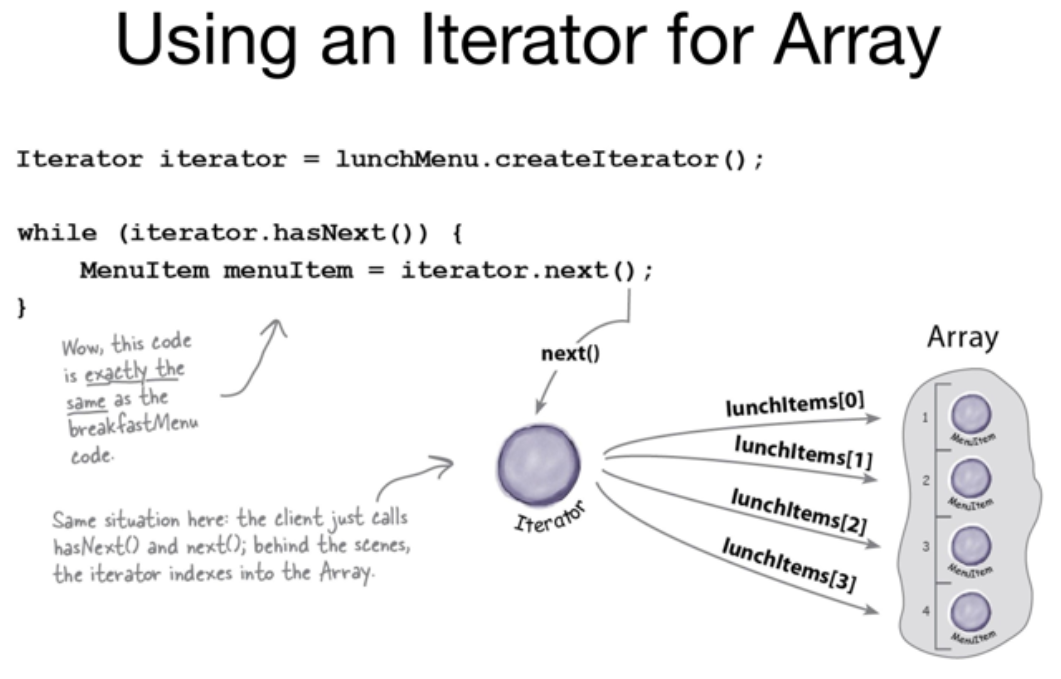 Using an Iterator for Array
Iterator iterator = lunchMenu.createIterator();
while (iterator.hasNext()) {
    MenuItem menuItem = iterator.next();
}
Wow, this code
is exactly the
same as the
breakfastMenu
code.
next()
Iterator
Same situation here: the client just calls
hasNext() and next(); behind the scenes,
the iterator indexes into the Array.
lunchItems[0]
lunchItems[1]
lunchItems[2]
lunchItems[3]
Array
1
MenuItem
2
MenuItem
3
MenuItem
4
MenuItem